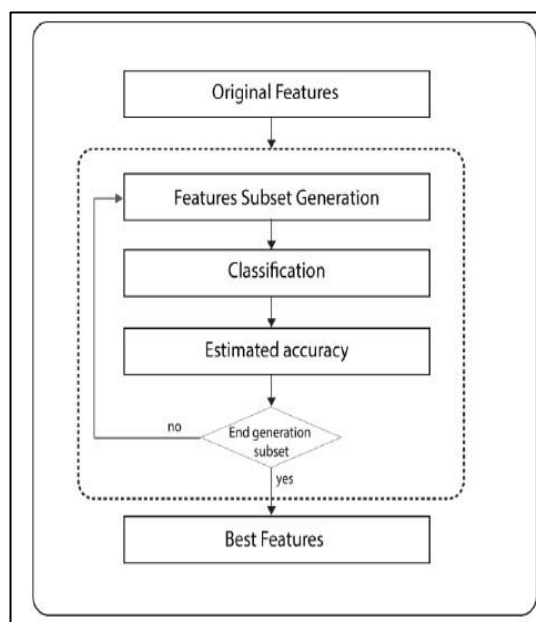 Original Features
Features Subset Generation
Classification
Estimated accuracy
End generation
subset
no
yes
Best Features